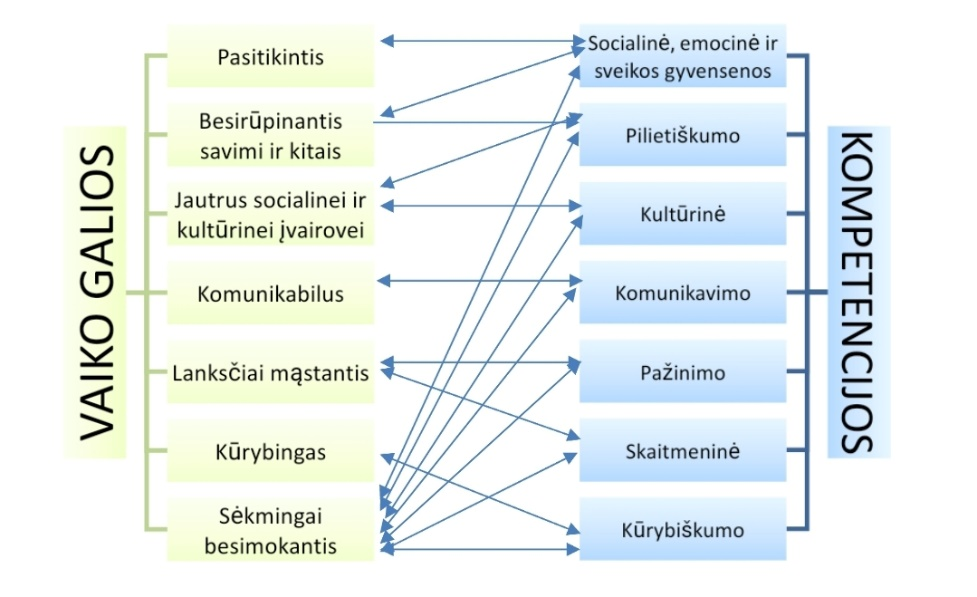 VAIKO GALIOS
Pasitikintis
Besirūpinantis
savimi ir kitais
Jautrus socialinei ir
kultūrinei įvairovei
Komunikabilus
Lanksčiai mąstantis
Kūrybingas
Sėkmingai
besimokantis
Socialinė, emocinė ir
sveikos gyvensenos
Pilietiškumo
Kultūrinė
Komunikavimo
Pažinimo
Skaitmeninė
Kūrybiškumo
KOMPETENCIJOS